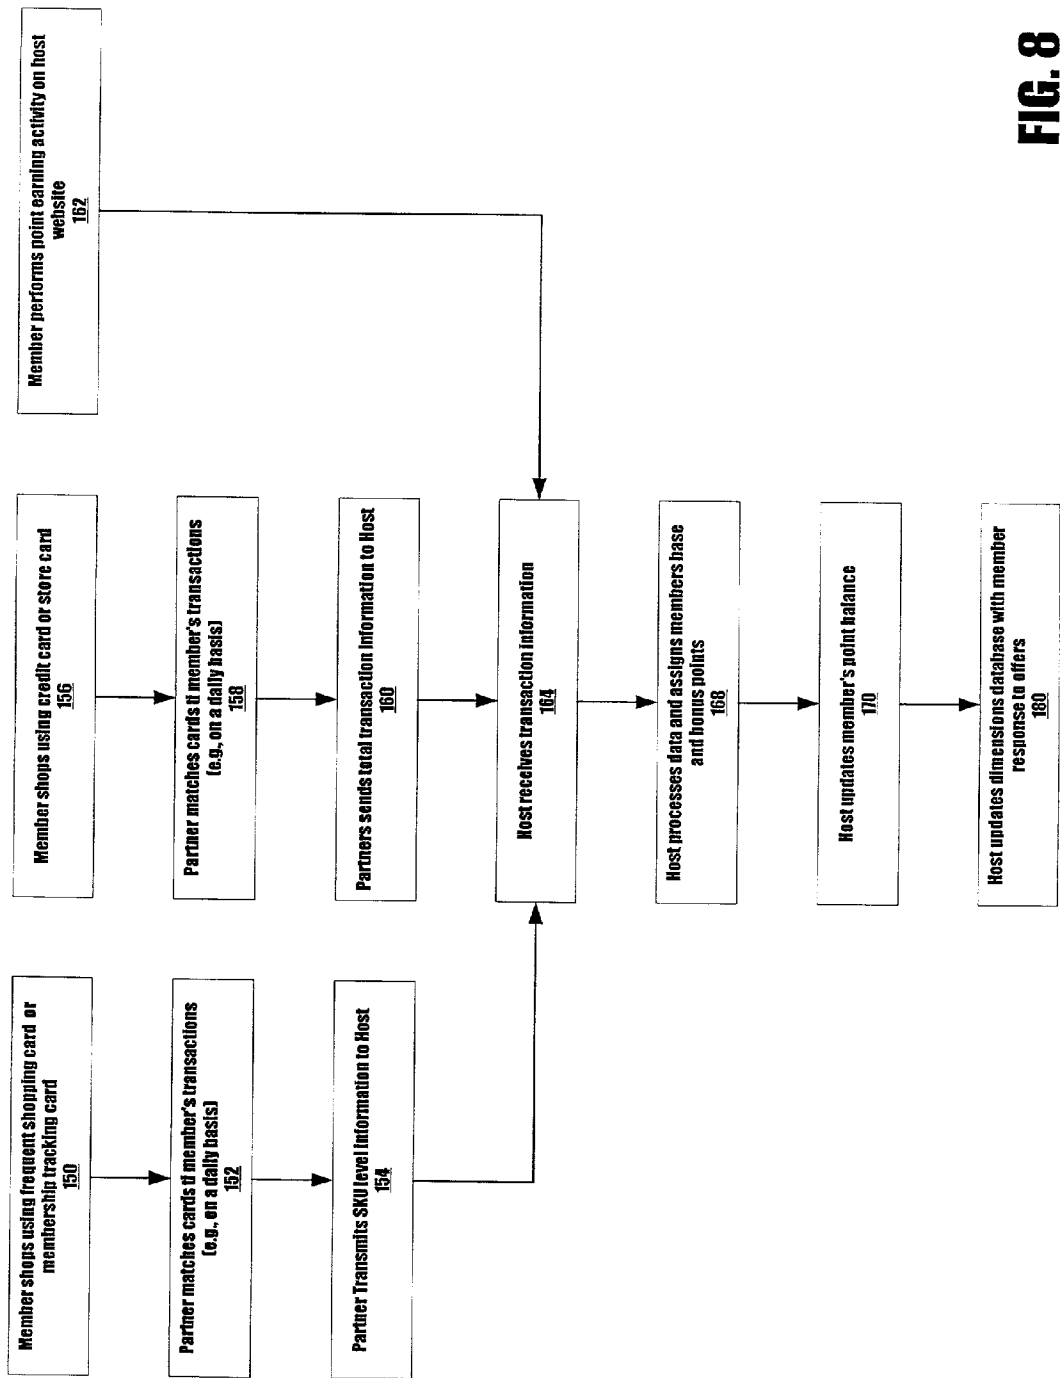 Member shops using frequent shopping card or
membership tracking card
150
Partner matches cards ti member's transactions
(e.g., on a daily basis)
152
Partner Transmits SKU level Information to Host
154
Member shops using credit card or store card
156
Partner matches cards ti member's transactions
(e.g., on a daily basis)
158
Partners sends total transaction Information to Host
160
Member performs point earning activity on host
website
162
Host receives transaction information
164
Host processes data and assigns members base
and bonus points
168
Host updates member's point balance
170
Host updates dimensions database with member
response to offers
180
FIG. 8